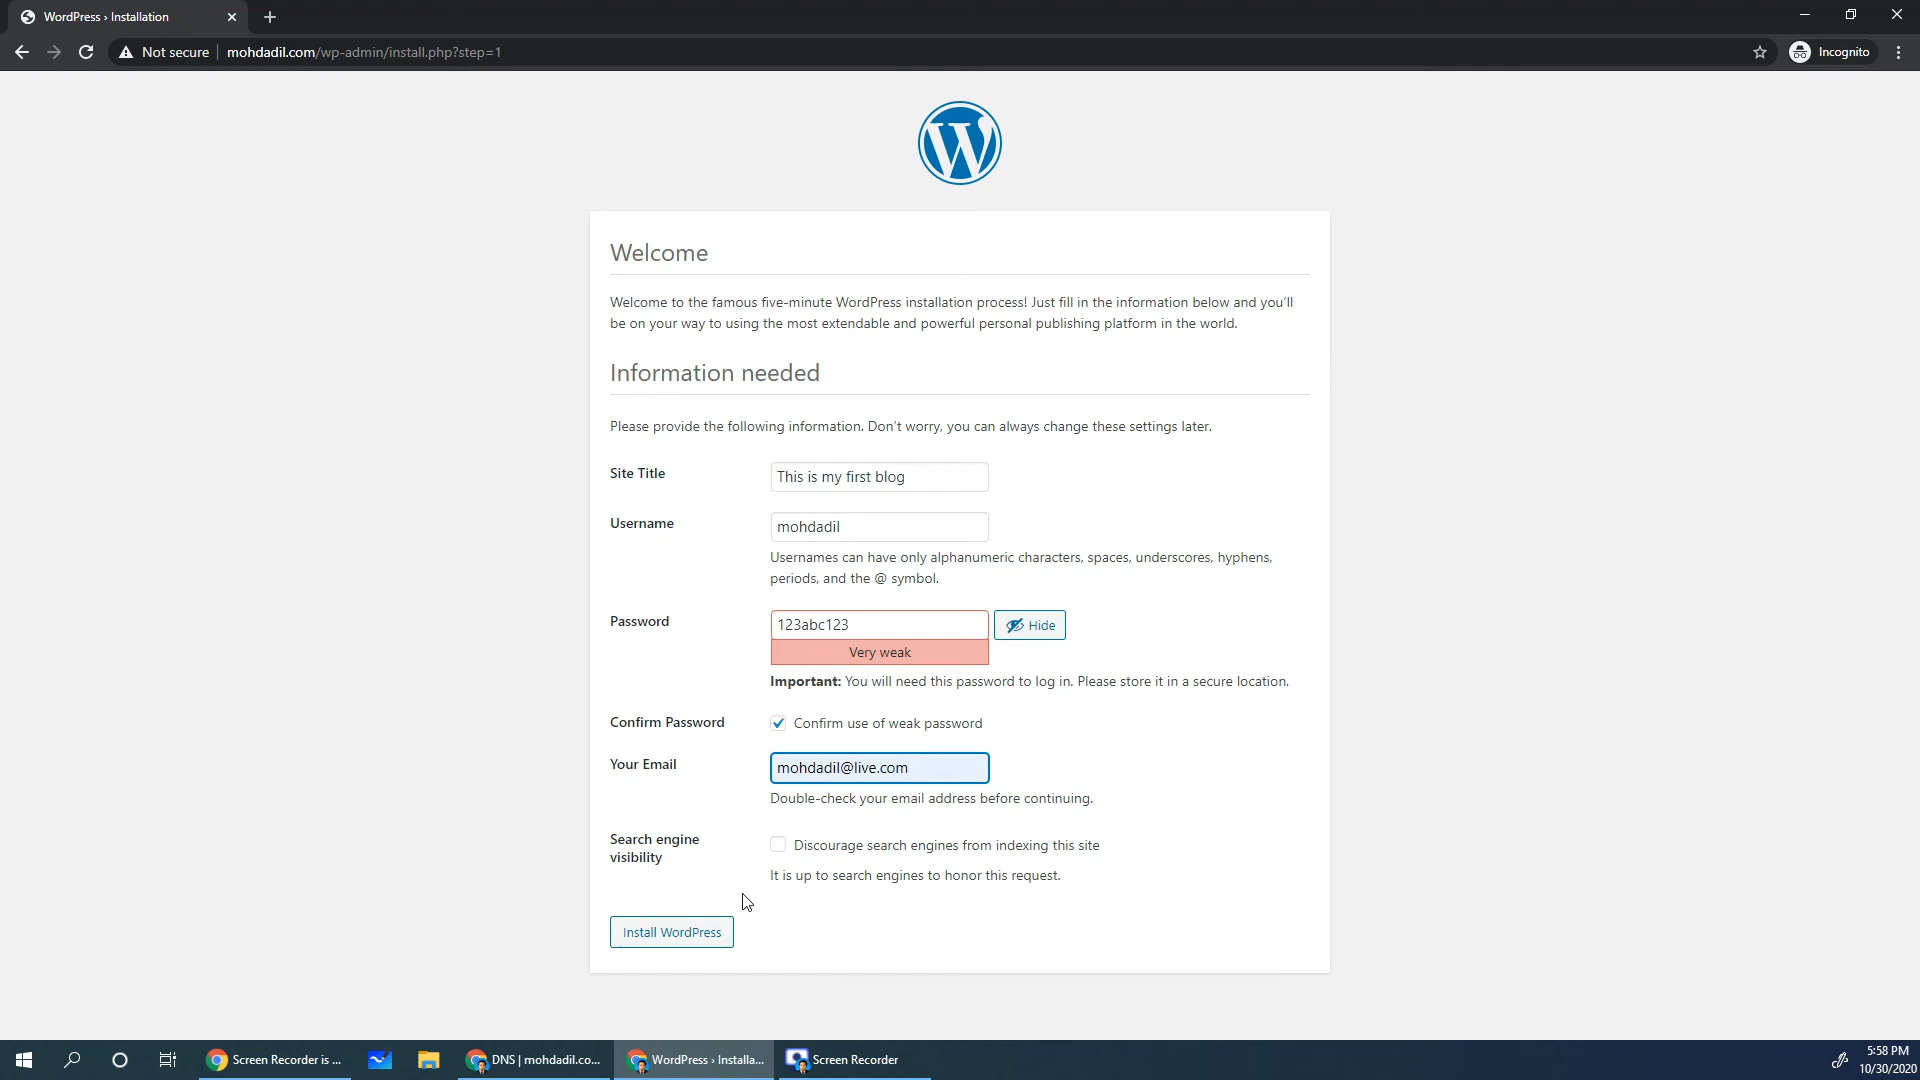 WordPress › Installation
Not secure
mohdadil.com/wp-admin/install.php?step=1
Incognito
Welcome
Welcome to the famous five-minute WordPress installation process! Just fill in the information below and you'll
be on your way to using the most extendable and powerful personal publishing platform in the world.
Information needed
Please provide the following information. Don't worry, you can always change these settings later.
Site Title
This is my first blog
Username
mohdadil
Usernames can have only alphanumeric characters, spaces, underscores, hyphens,
periods, and the @ symbol.
Password
123abc123
Hide
Very weak
Important: You will need this password to log in. Please store it in a secure location.
Confirm Password
Confirm use of weak password
Your Email
mohdadil@live.com
Double-check your email address before continuing.
Search engine
visibility
Discourage search engines from indexing this site
It is up to search engines to honor this request.
Install WordPress
Screen Recorder is ...
DNS | mohdadil.co...
WordPress › Installa...
Screen Recorder
5:58 PM
10/30/2020